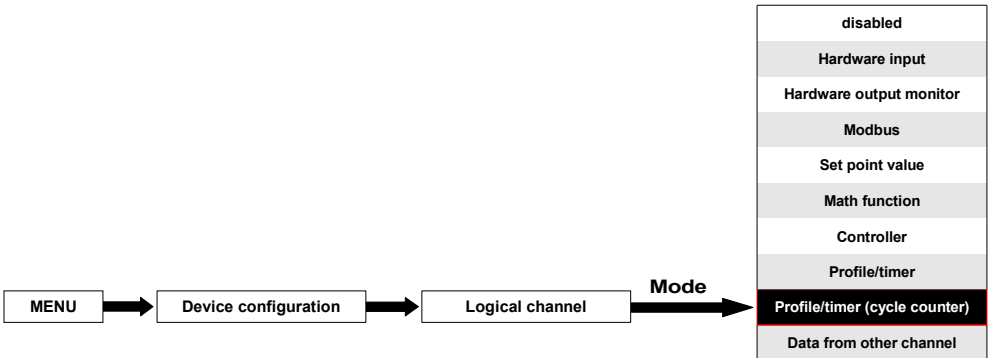 disabled
Hardware input
Hardware output monitor
Modbus
Set point value
Math function
Controller
Profile/timer
MENU
Device configuration
Logical channel
Mode
Profile/timer (cycle counter)
Data from other channel